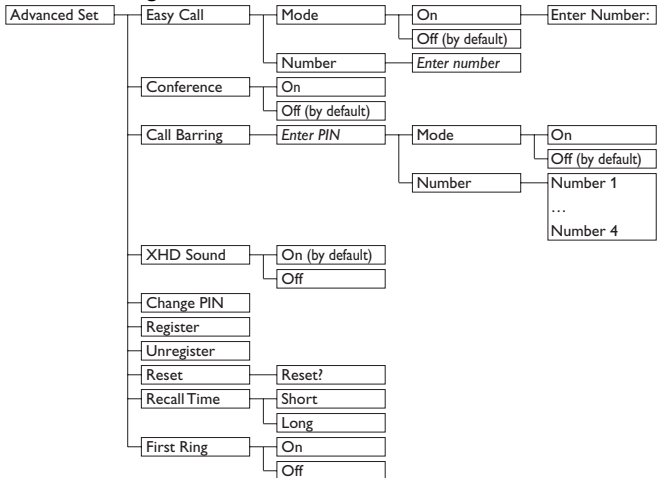 Advanced Set Easy Call Mode On Enter Number:
Off (by default)
Number Enter number
Conference On
Off (by default)
Call Barring Enter PIN Mode On
Off (by default)
Number Number 1
...
Number 4
XHD Sound On (by default)
Off
Change PIN
Register
Unregister
Reset Reset?
Recall Time Short
Long
First Ring On
Off